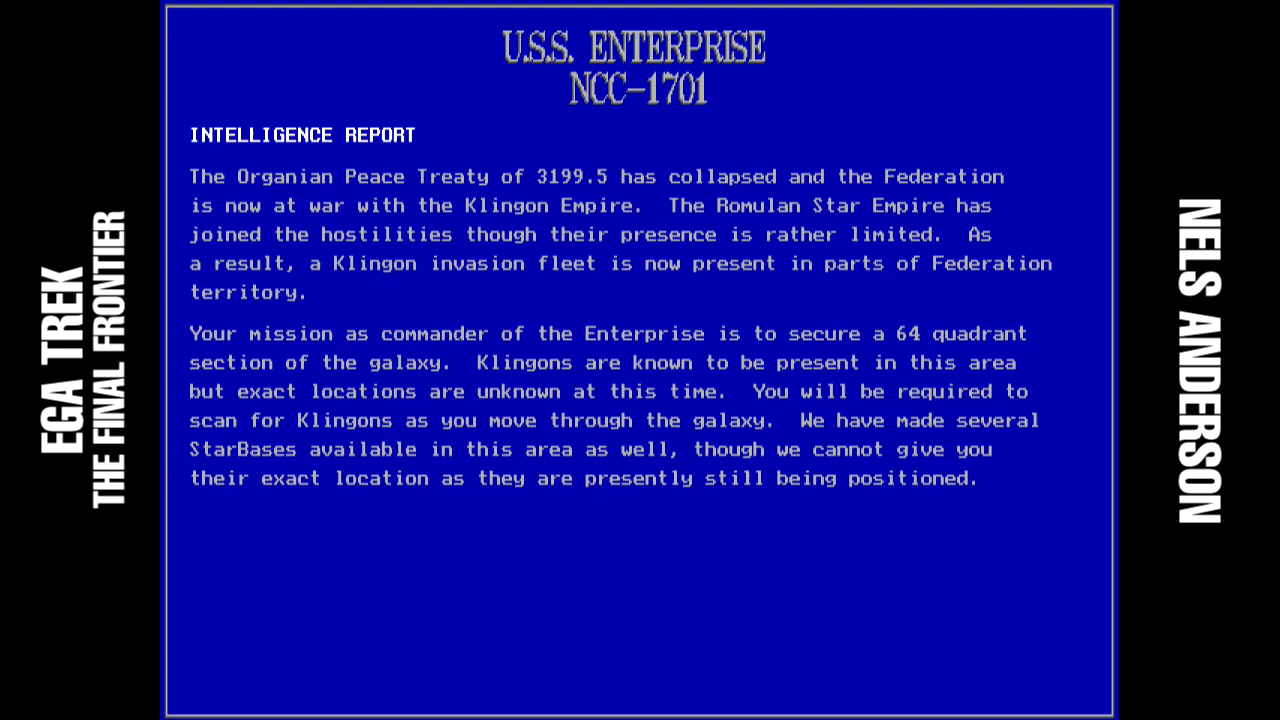 EGA TREK
THE FINAL FRONTIER
U.S.S. ENTERPRISE
NCC-1701
INTELLIGENCE REPORT
The Organian Peace Treaty of 3199.5 has collapsed and the Federation
is now at war with the Klingon Empire.  The Romulan Star Empire has
joined the hostilities though their presence is rather limited.  As
a result, a Klingon invasion fleet is now present in parts of Federation
territory.
Your mission as commander of the Enterprise is to secure a 64 quadrant
section of the galaxy.  Klingons are known to be present in this area
but exact locations are unknown at this time.  You will be required to
scan for Klingons as you move through the galaxy.  We have made several
StarBases available in this area as well, though we cannot give you
their exact location as they are presently still being positioned.
NELS ANDERSON